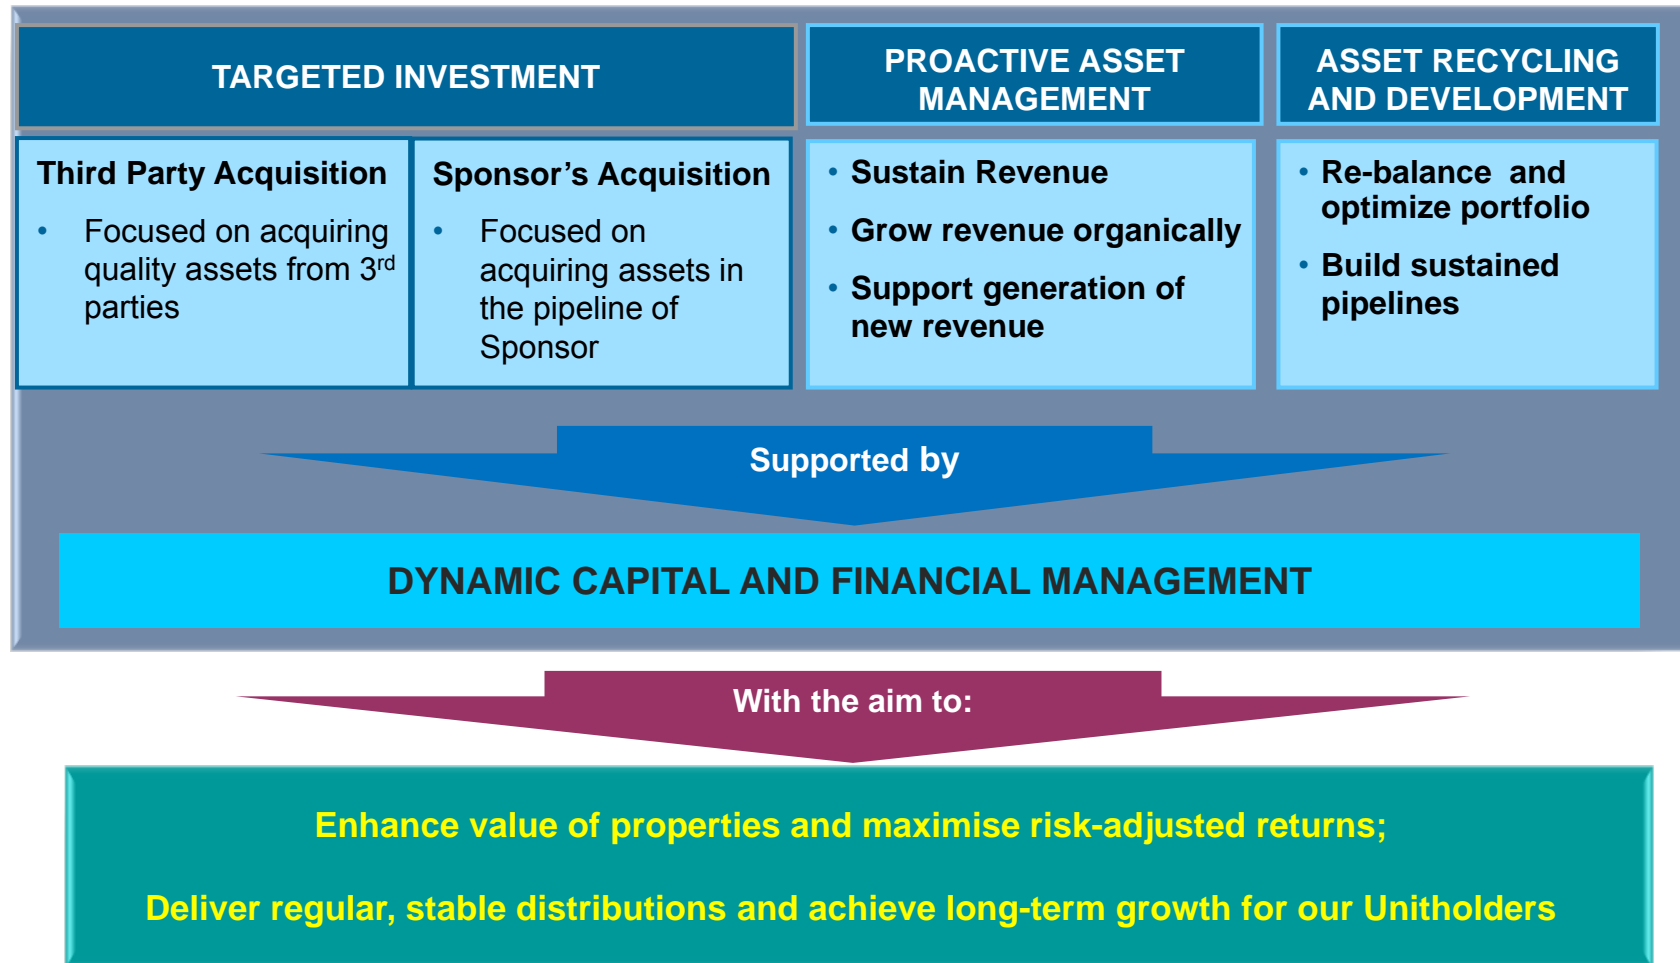 TARGETED INVESTMENT
PROACTIVE ASSET
MANAGEMENT
ASSET RECYCLING
AND DEVELOPMENT
Third Party Acquisition
• Focused on acquiring
quality assets from 3rd
parties
Sponsor’s Acquisition
• Focused on
acquiring assets in
the pipeline of
Sponsor
• Sustain Revenue
• Grow revenue organically
• Support generation of
new revenue
• Re-balance and
optimize portfolio
• Build sustained
pipelines
Supported by
DYNAMIC CAPITAL AND FINANCIAL MANAGEMENT
With the aim to:
Enhance value of properties and maximise risk-adjusted returns;
Deliver regular, stable distributions and achieve long-term growth for our Unitholders